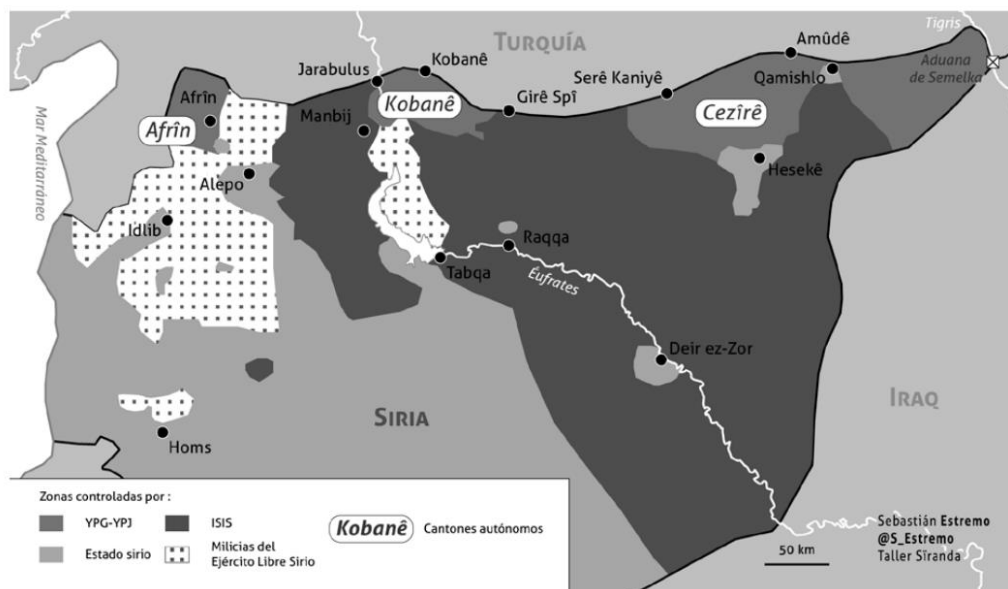 TURQUÍA
Tigris
Amûdê
Aduana
de Semelka
Kobanê
Jarabulus
Qamishlo
Serê Kaniyê
Afrîn
Kobanê
Girê Spî
Cezîrê
Manbij
Afrîn
Mar Meditarráneo
Hesekê
Alepo
Idlib
Raqqa
Tabqa
Éufrates
Deir ez-Zor
IRAQ
SIRIA
Homs
Zonas controladas por :
YPG-YPJ
ISIS
Kobanê
Cantones autónomos
Estado sirio
Milicias del
Ejército Libre Sirio
50 km
Sebastián Estremo
@S_Estremo
Taller Sîranda